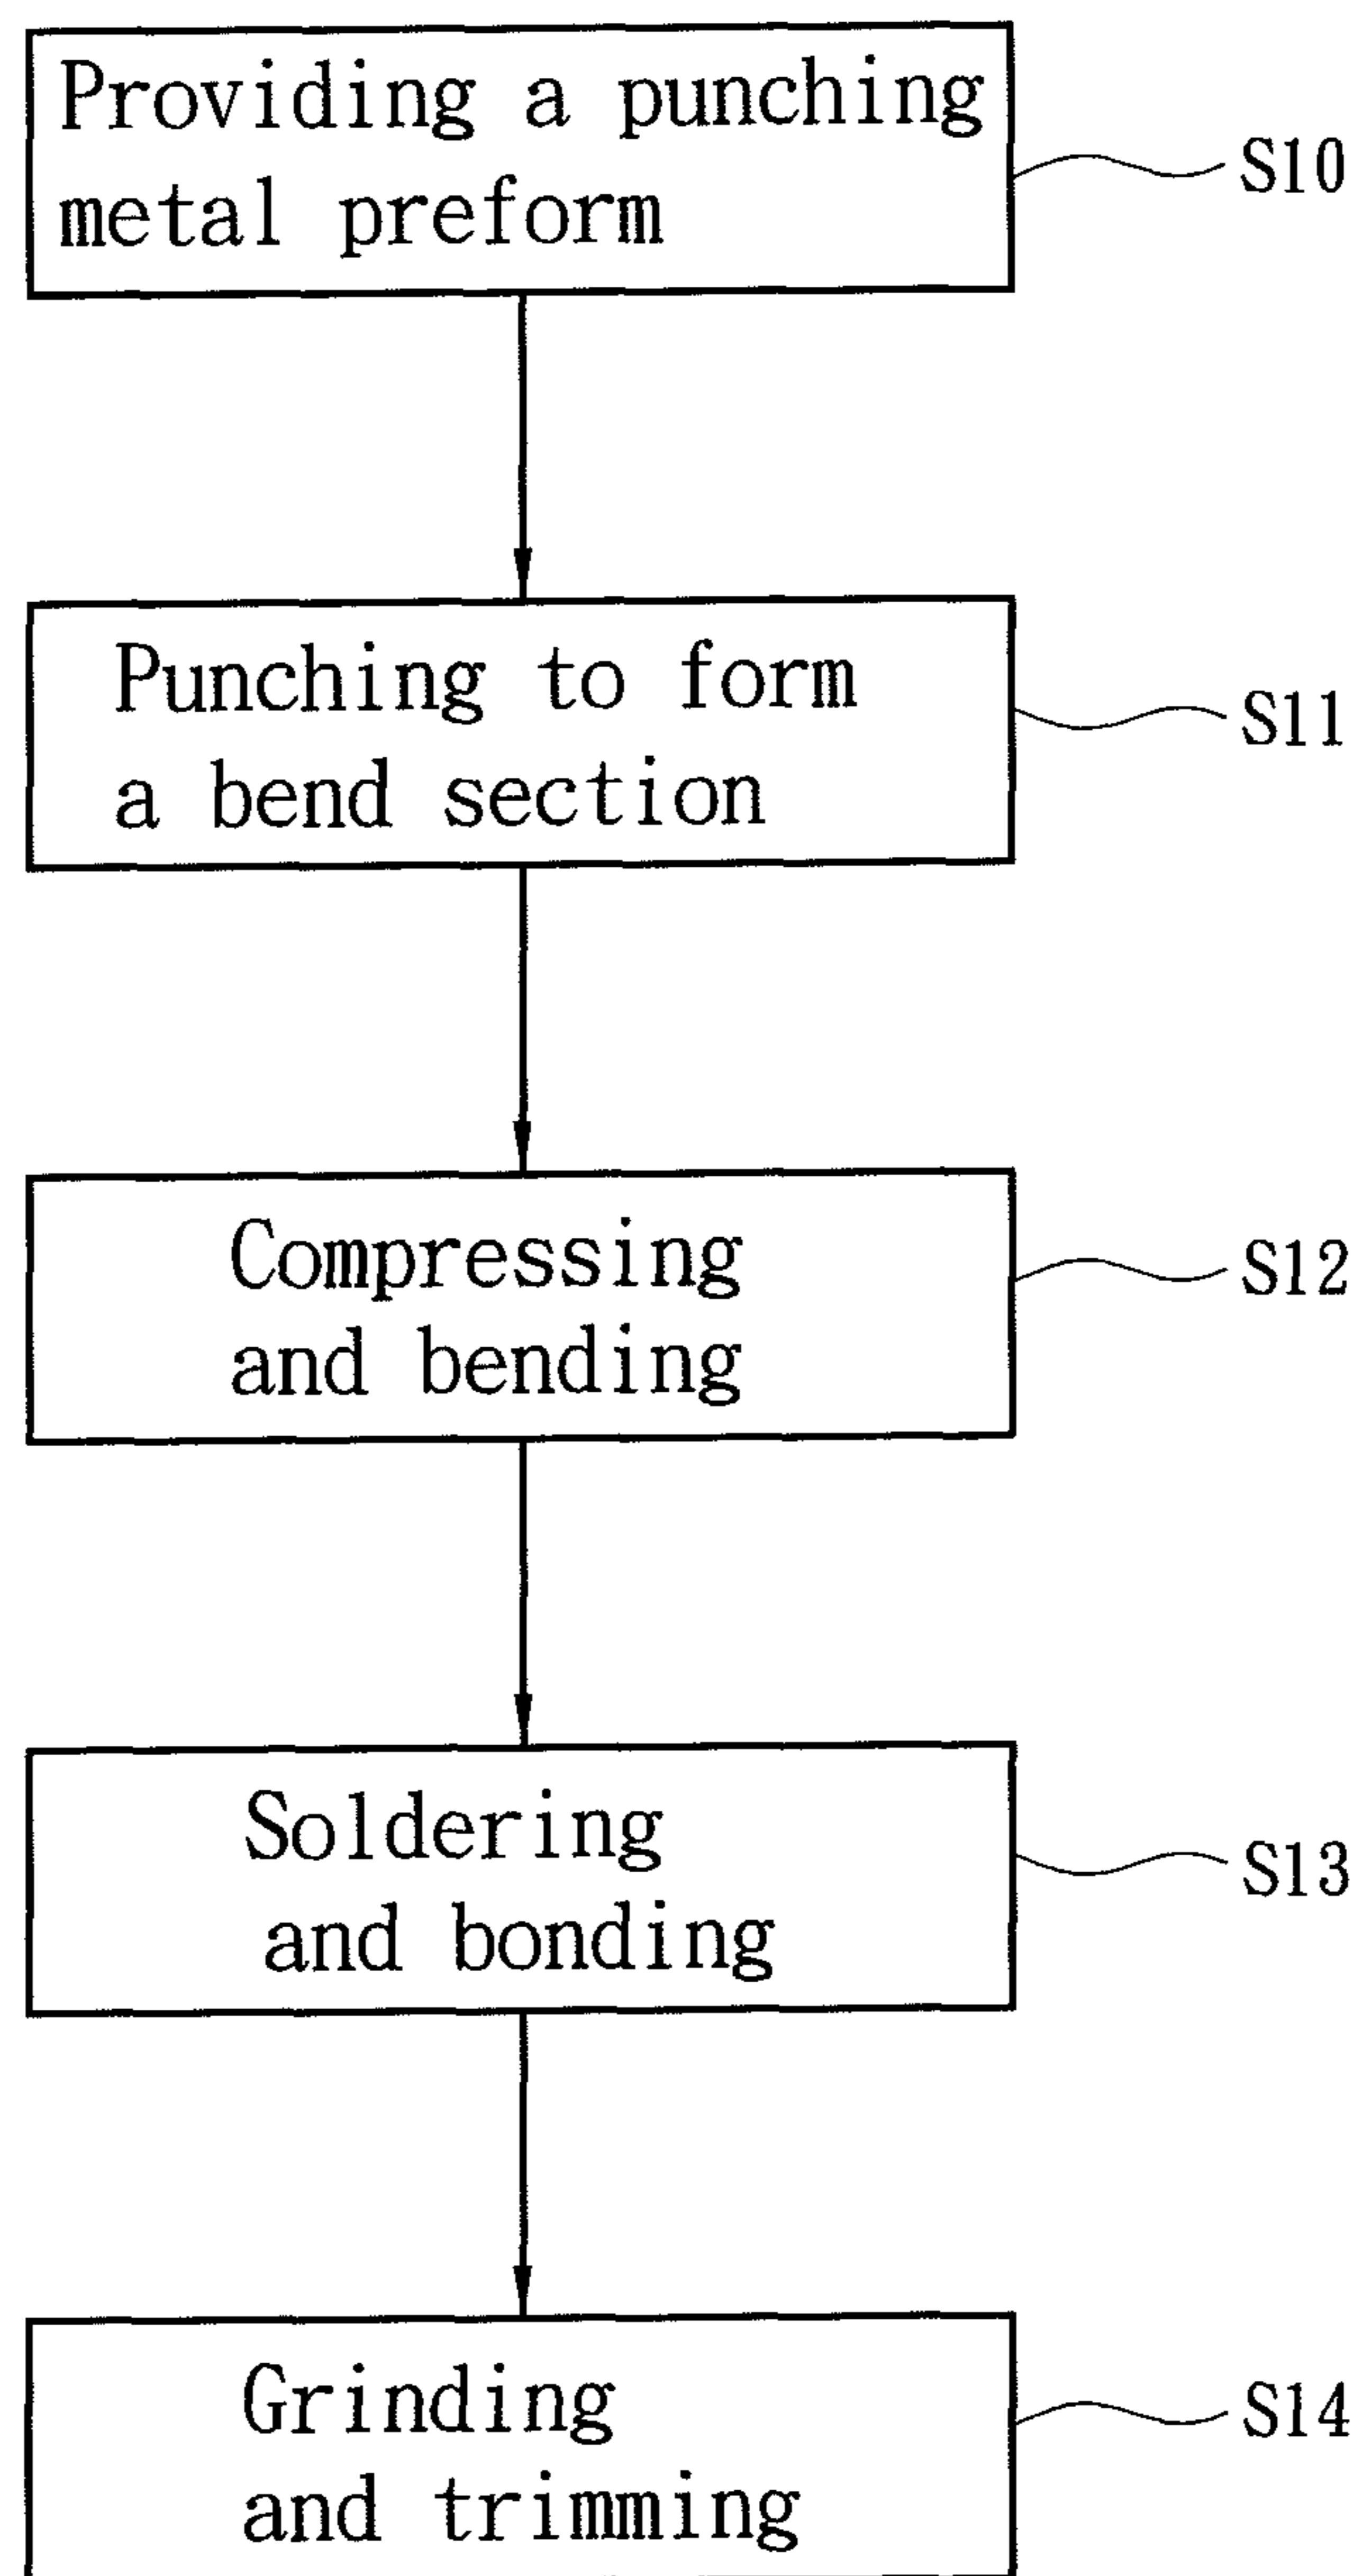 Providing a punching
metal preform
S10
Punching to form
a bend section
S11
Compressing
and bending
S12
Soldering
and bonding
S13
Grinding
and trimming
S14